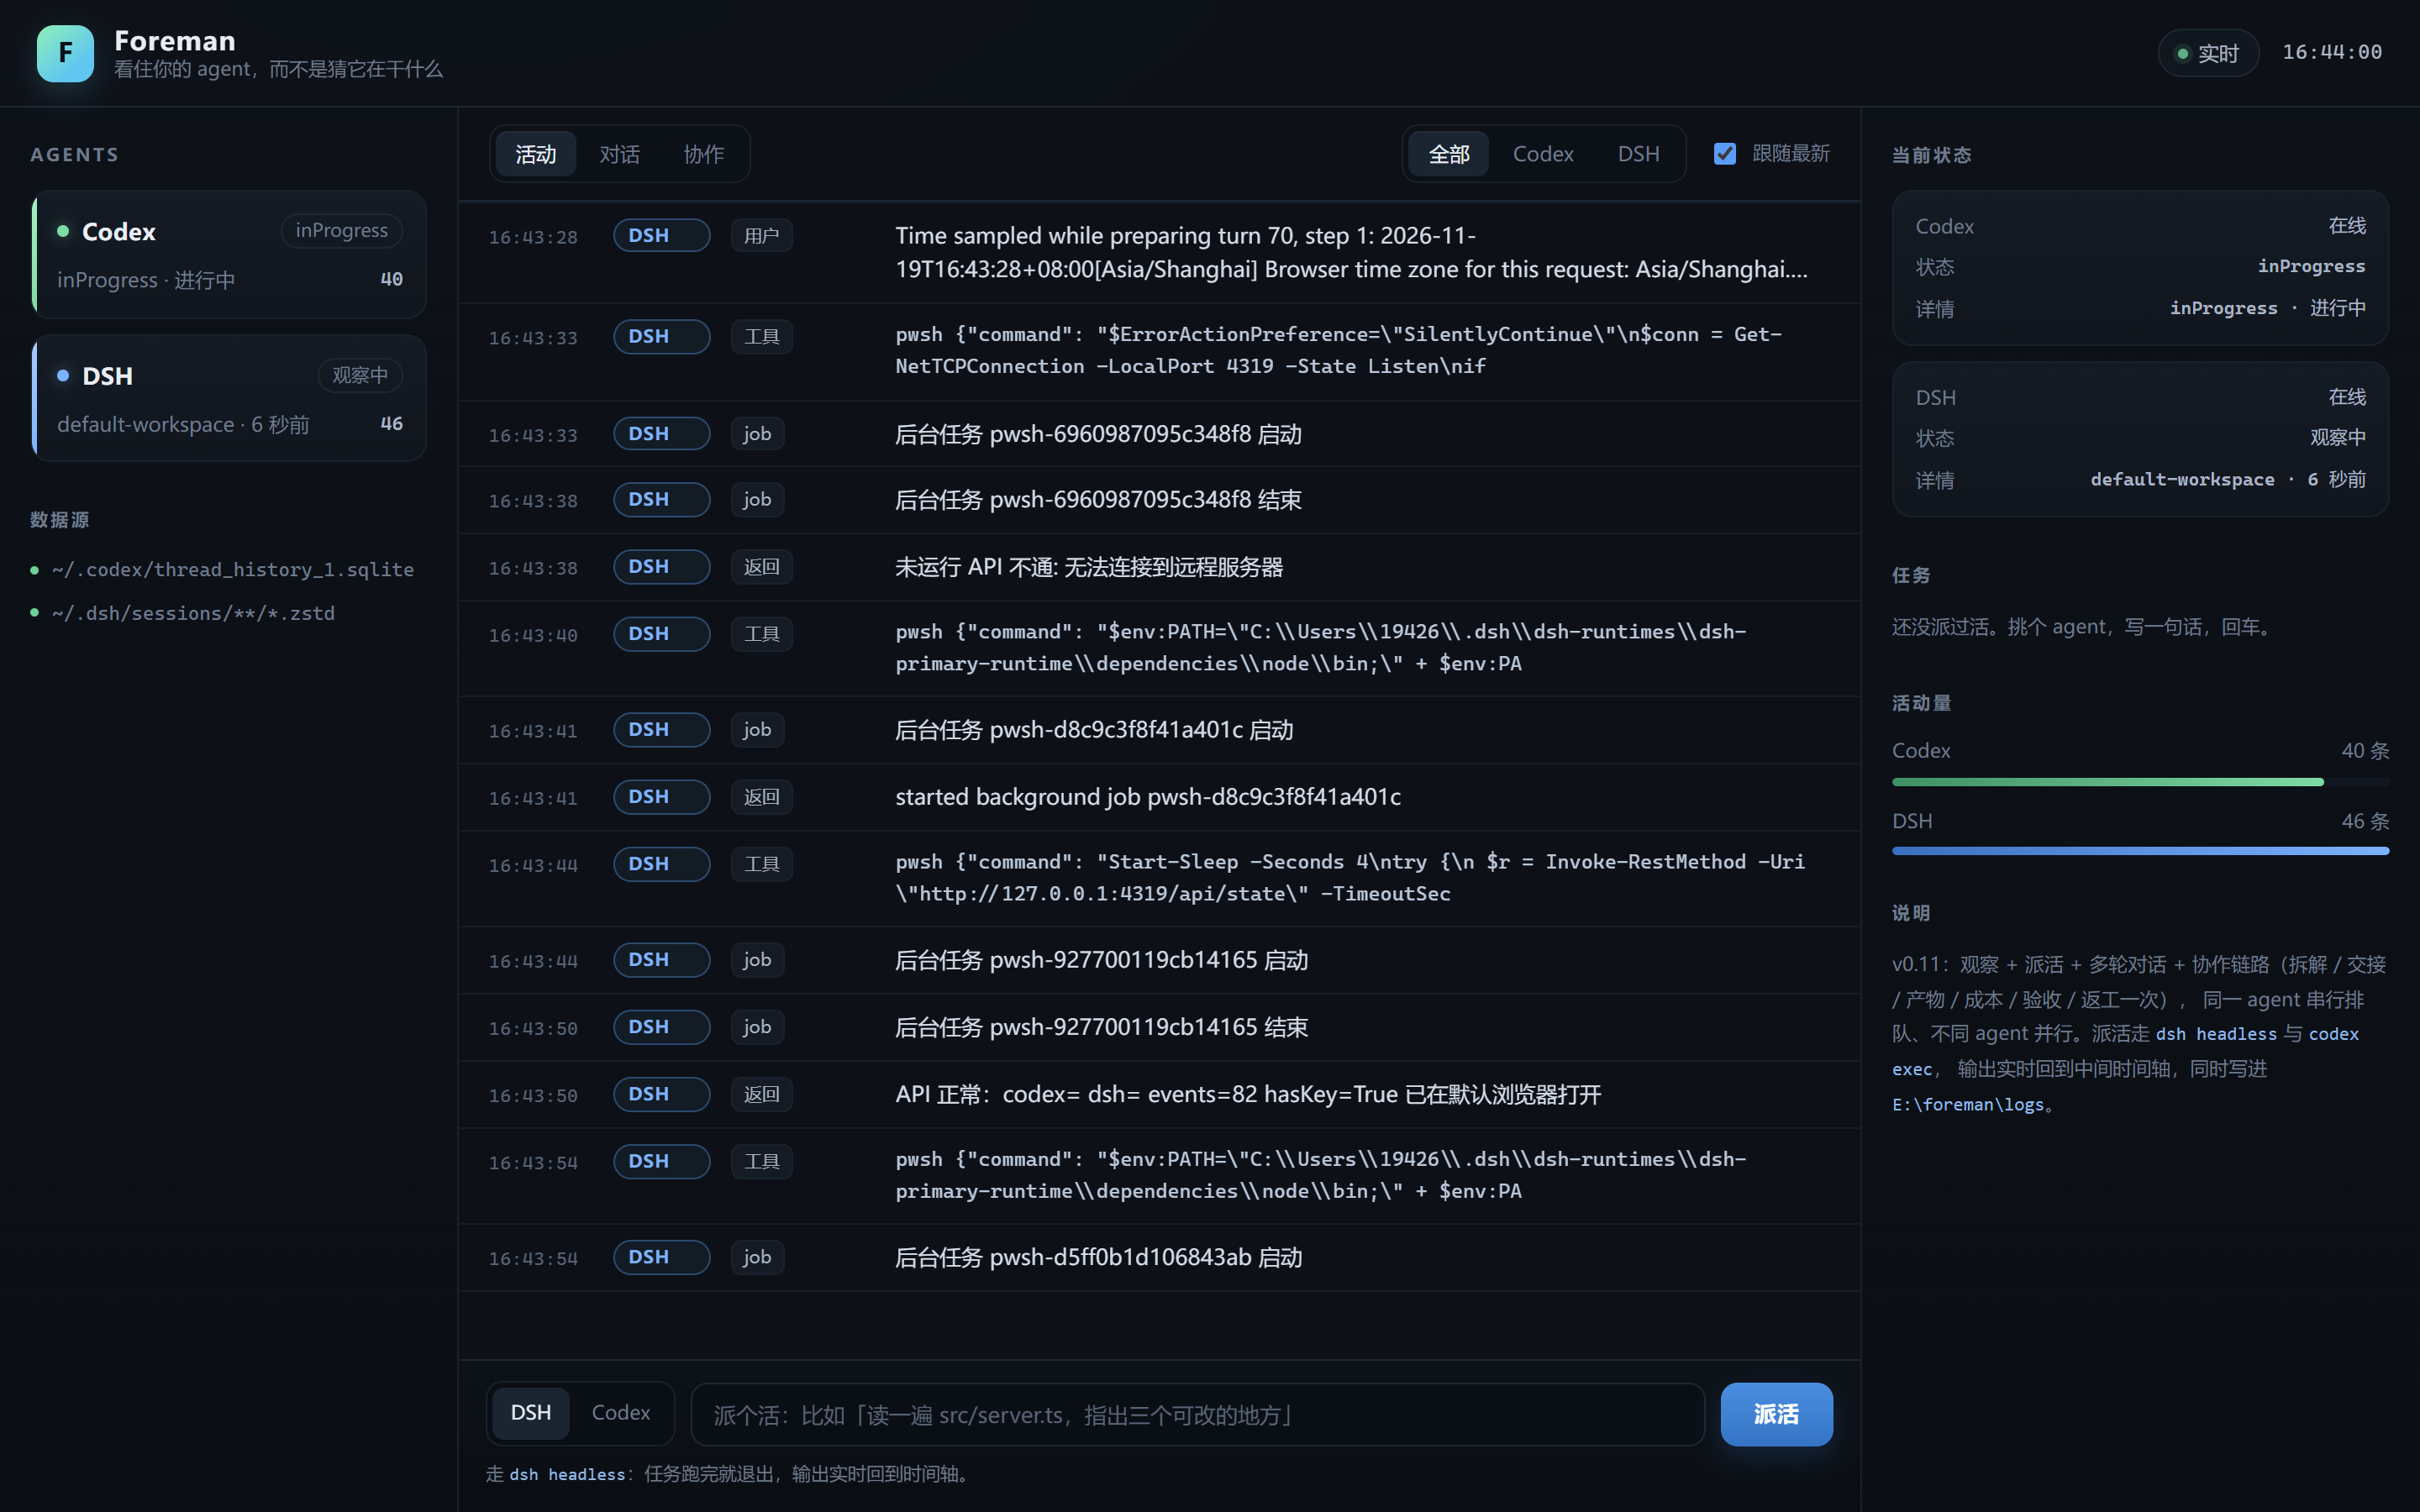 F
Foreman
看住你的 agent，而不是猜它在干什么
实时
16:44:00
AGENTS
Codex
inProgress
inProgress · 进行中
40
DSH
观察中
default-workspace · 6 秒前
46
数据源
~/.codex/thread_history_1.sqlite
~/.dsh/sessions/**/*.zstd
活动
对话
协作
全部
Codex
DSH
跟随最新
16:43:28 DSH 用户 Time sampled while preparing turn 70, step 1: 2026-11-
19T16:43:28+08:00[Asia/Shanghai] Browser time zone for this request: Asia/Shanghai....
16:43:33 DSH 工具 pwsh {"command": "$ErrorActionPreference=\"SilentlyContinue\"\n$conn = Get-
NetTCPConnection -LocalPort 4319 -State Listen\nif
16:43:33 DSH job 后台任务 pwsh-6960987095c348f8 启动
16:43:38 DSH job 后台任务 pwsh-6960987095c348f8 结束
16:43:38 DSH 返回 未运行 API 不通: 无法连接到远程服务器
16:43:40 DSH 工具 pwsh {"command": "$env:PATH=\"C:\\Users\\19426\\.dsh\\dsh-runtimes\\dsh-
primary-runtime\\dependencies\\node\\bin;\" + $env:PA
16:43:41 DSH job 后台任务 pwsh-d8c9c3f8f41a401c 启动
16:43:41 DSH 返回 started background job pwsh-d8c9c3f8f41a401c
16:43:44 DSH 工具 pwsh {"command": "Start-Sleep -Seconds 4\ntry {\n $r = Invoke-RestMethod -Uri
\"http://127.0.0.1:4319/api/state\" -TimeoutSec
16:43:44 DSH job 后台任务 pwsh-927700119cb14165 启动
16:43:50 DSH job 后台任务 pwsh-927700119cb14165 结束
16:43:50 DSH 返回 API 正常：codex= dsh= events=82 hasKey=True 已在默认浏览器打开
16:43:54 DSH 工具 pwsh {"command": "$env:PATH=\"C:\\Users\\19426\\.dsh\\dsh-runtimes\\dsh-
primary-runtime\\dependencies\\node\\bin;\" + $env:PA
16:43:54 DSH job 后台任务 pwsh-d5ff0b1d106843ab 启动
DSH
Codex
派个活：比如「读一遍 src/server.ts，指出三个可改的地方」
派活
走 dsh headless：任务跑完就退出，输出实时回到时间轴。
当前状态
Codex 在线
状态 inProgress
详情 inProgress · 进行中
DSH 在线
状态 观察中
详情 default-workspace · 6 秒前
任务
还没派过活。挑个 agent，写一句话，回车。
活动量
Codex 40 条
DSH 46 条
说明
v0.11：观察 + 派活 + 多轮对话 + 协作链路（拆解 / 交接
/ 产物 / 成本 / 验收 / 返工一次）， 同一 agent 串行排
队、不同 agent 并行。派活走 dsh headless 与 codex
exec， 输出实时回到中间时间轴，同时写进
E:\foreman\logs。